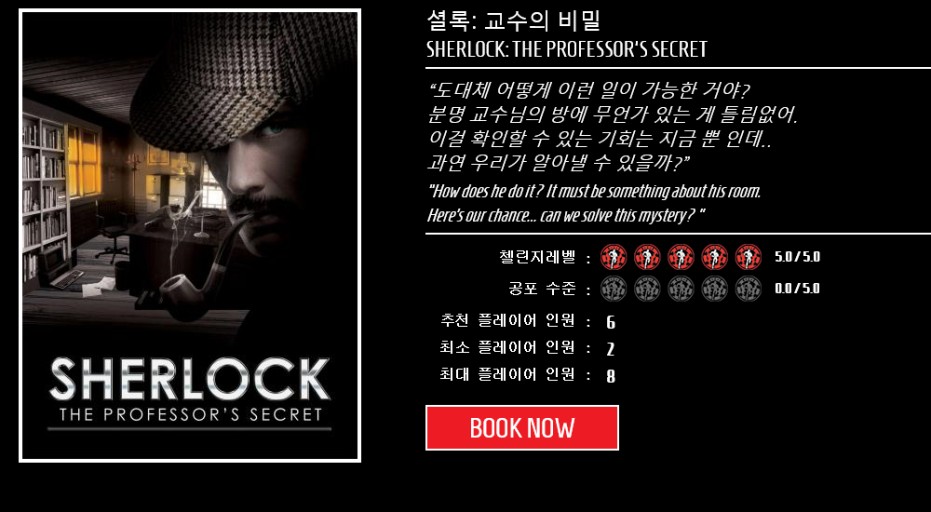 셜록: 교수의 비밀
SHERLOCK: THE PROFESSOR'S SECRET
“도대체 어떻게 이런 일이 가능한 거야?
분명 교수님의 방에 무언가 있는 게 틀림없어.
이걸 확인할 수 있는 기회는 지금 뿐 인데..
과연 우리가 알아낼 수 있을까?”
"How does he do it? It must be something about his room.
Here's our chance... can we solve this mystery? "
첼린지레벨 : 5.0 / 5.0
공포 수준 : 0.0 / 5.0
추천 플레이어 인원 : 6
최소 플레이어 인원 : 2
최대 플레이어 인원 : 8
BOOK NOW
SHERLOCK
THE PROFESSOR'S SECRET